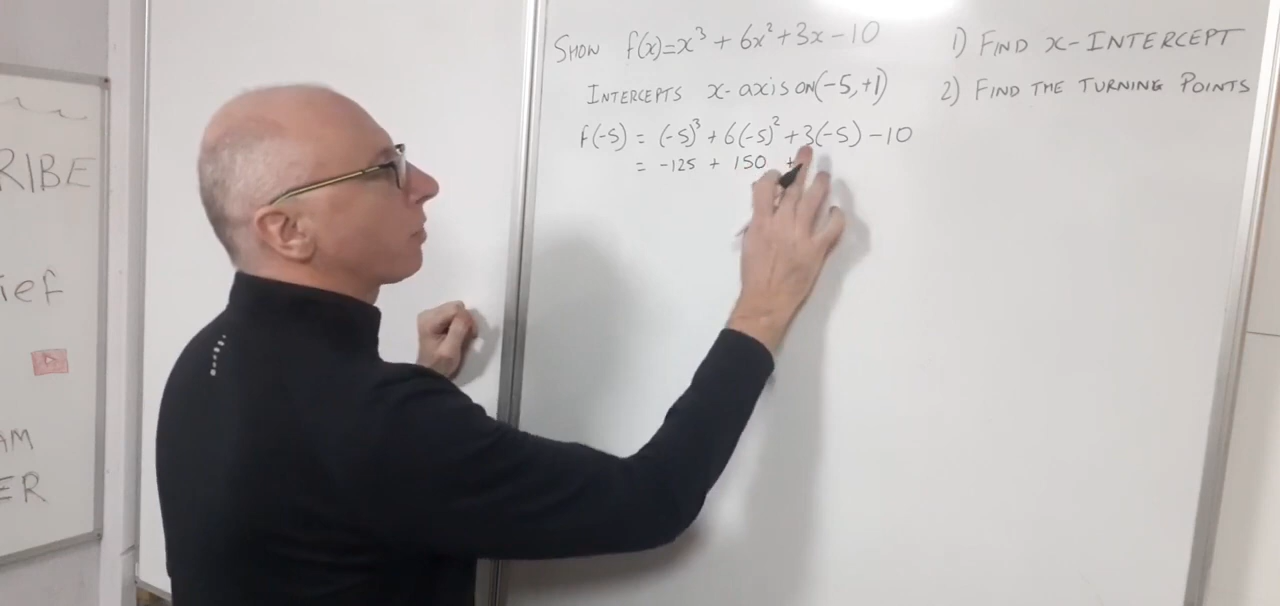 RIBE
ief
AM
ER
SHOW f(x)=x³ + 6x² + 3x - 10
INTERCEPTS x-axis ON (-5, +1)
f(-5) = (-5)³ + 6(-5)² + 3(-5) - 10
= -125 + 150 +
1) FIND x-INTERCEPT
2) FIND THE TURNING POINTS